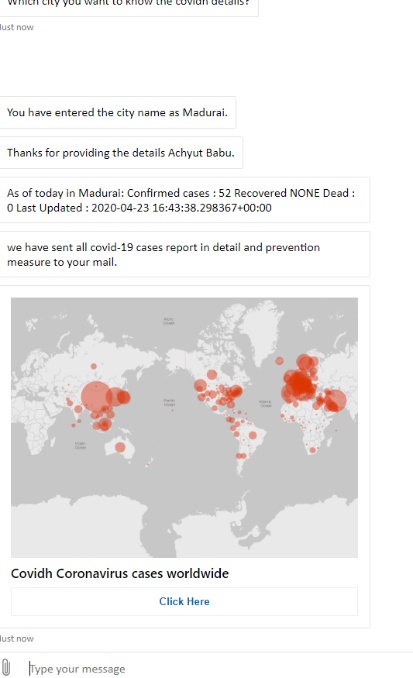 Which city you want to know the covidh details?
Just now
You have entered the city name as Madurai.
Thanks for providing the details Achyut Babu.
As of today in Madurai: Confirmed cases : 52 Recovered NONE Dead :
0 Last Updated : 2020-04-23 16:43:38.298367+00:00
we have sent all covid-19 cases report in detail and prevention
measure to your mail.
Covidh Coronavirus cases worldwide
Click Here
Just now
Type your message